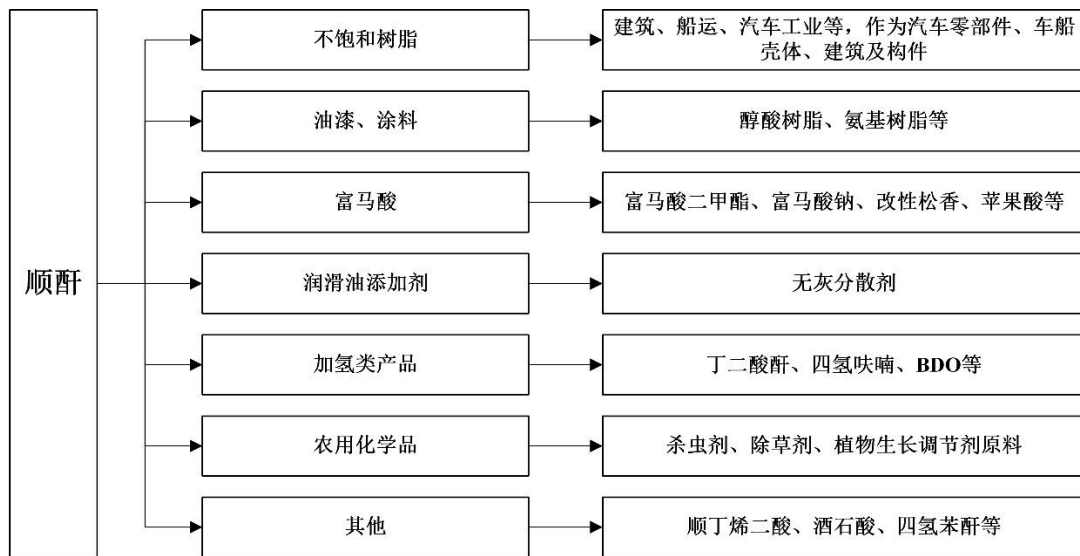 顺酐
不饱和树脂
建筑、船运、汽车工业等，作为汽车零部件、车船
壳体、建筑及构件
油漆、涂料
醇酸树脂、氨基树脂等
富马酸
富马酸二甲酯、富马酸钠、改性松香、苹果酸等
润滑油添加剂
无灰分散剂
加氢类产品
丁二酸酐、四氢呋喃、BDO等
农用化学品
杀虫剂、除草剂、植物生长调节剂原料
其他
顺丁烯二酸、酒石酸、四氢苯酐等